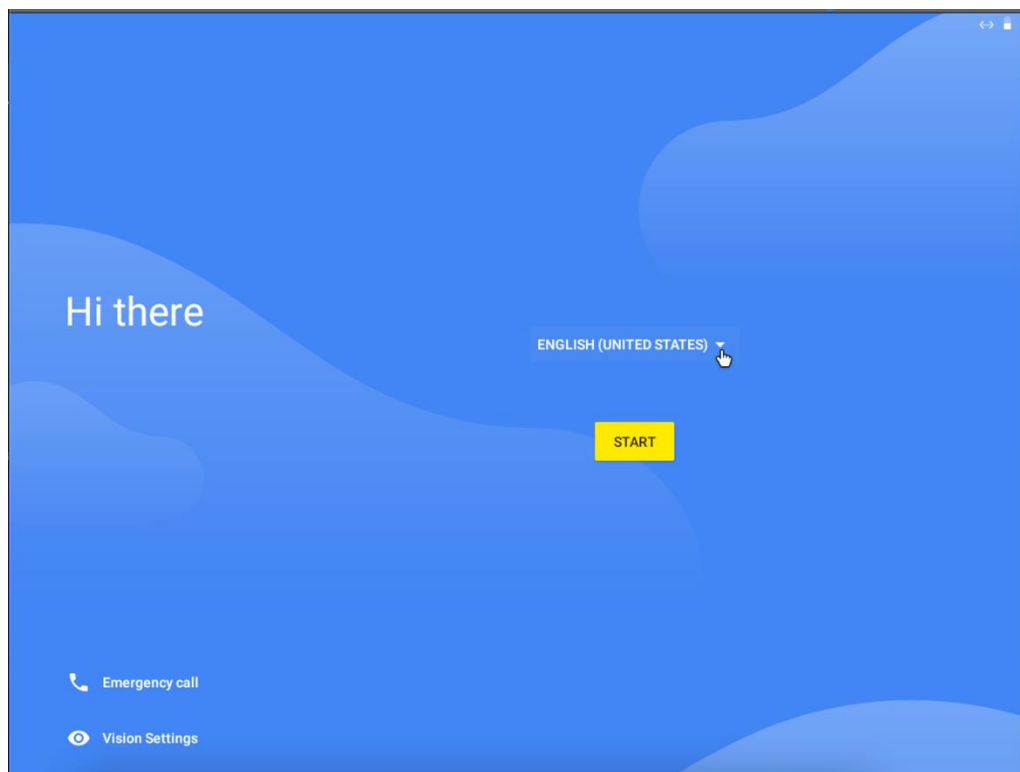 Hi there
ENGLISH (UNITED STATES)
START
Emergency call
Vision Settings